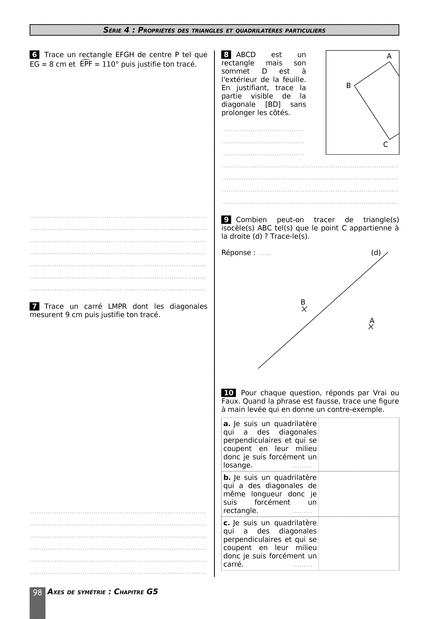 SÉRIE 4 : PROPRIÉTÉS DES TRIANGLES ET QUADRILATÈRES PARTICULIERS
6 Trace un rectangle EFGH de centre P tel que
EG = 8 cm et EPF = 110° puis justifie ton tracé.
7 Trace un carré LMPR dont les diagonales
mesurent 9 cm puis justifie ton tracé.
8 ABCD est un
rectangle mais son
sommet D est à
l'extérieur de la feuille.
En justifiant, trace la
partie visible de la
diagonale [BD] sans
prolonger les côtés.
A
B
C
9 Combien peut-on tracer de triangle(s)
isocèle(s) ABC tel(s) que le point C appartienne à
la droite (d) ? Trace-le(s).
Réponse : ......
(d)
B
A
10 Pour chaque question, réponds par Vrai ou
Faux. Quand la phrase est fausse, trace une figure
à main levée qui en donne un contre-exemple.
a. Je suis un quadrilatère
qui a des diagonales
perpendiculaires et qui se
coupent en leur milieu
donc je suis forcément un
losange. .........
b. Je suis un quadrilatère
qui a des diagonales de
même longueur donc je
suis forcément un
rectangle. .........
c. Je suis un quadrilatère
qui a des diagonales
perpendiculaires et qui se
coupent en leur milieu
donc je suis forcément un
carré. .........
98 AXES DE SYMÉTRIE : CHAPITRE G5